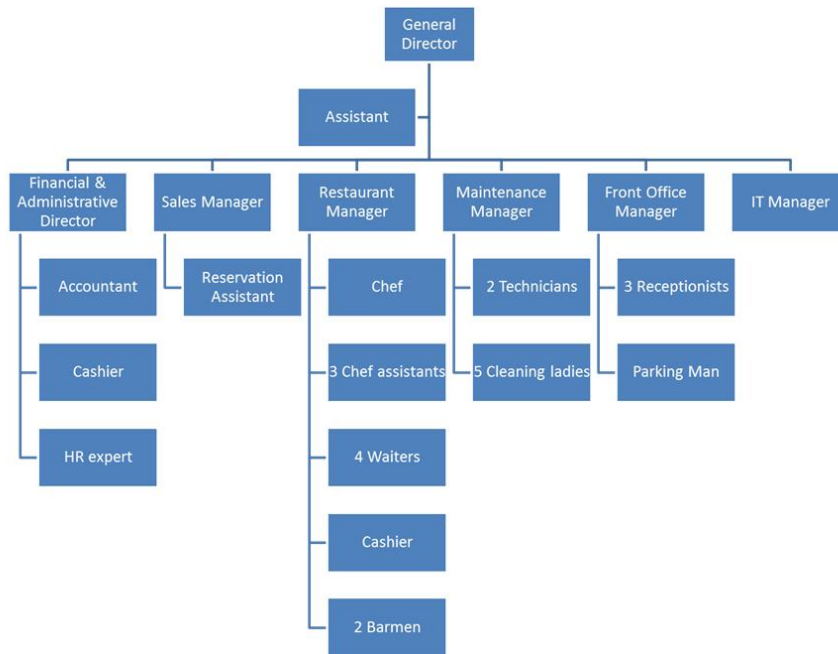 General
Director
Assistant
Financial &
Administrative
Director
Sales Manager
Restaurant
Manager
Maintenance
Manager
Front Office
Manager
IT Manager
Accountant
Reservation
Assistant
Chef
2 Technicians
3 Receptionists
Cashier
3 Chef assistants
5 Cleaning ladies
Parking Man
HR expert
4 Waiters
Cashier
2 Barmen